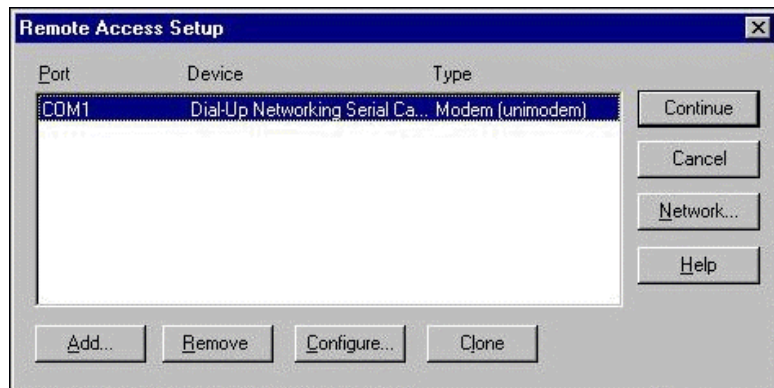 Remote Access Setup
Port Device Type
COM1 Dial-Up Networking Serial Ca... Modem (unimodem)
Continue
Cancel
Network...
Help
Add... Remove Configure... Clone